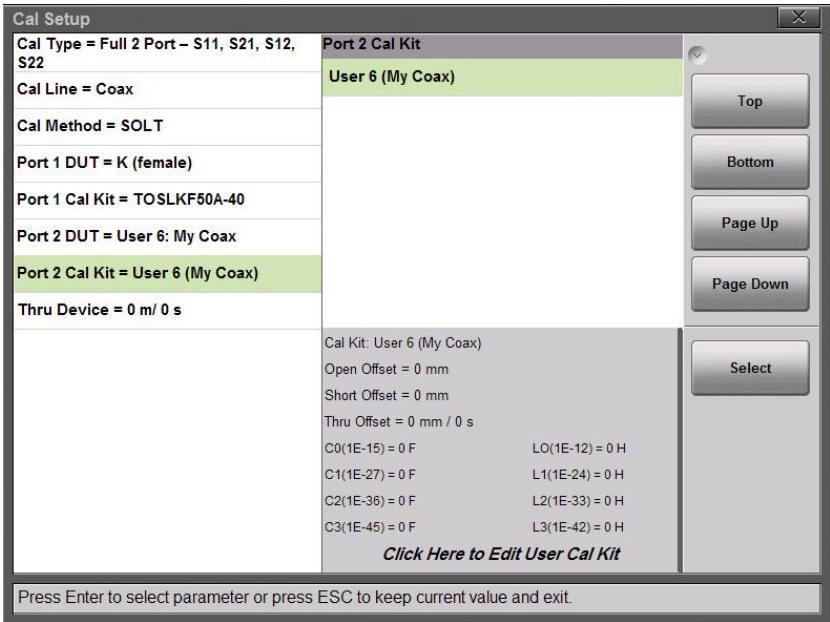 Cal Setup
Cal Type = Full 2 Port – S11, S21, S12,
S22
Cal Line = Coax
Cal Method = SOLT
Port 1 DUT = K (female)
Port 1 Cal Kit = TOSLKF50A-40
Port 2 DUT = User 6: My Coax
Port 2 Cal Kit = User 6 (My Coax)
Thru Device = 0 m/ 0 s
Port 2 Cal Kit
User 6 (My Coax)
Cal Kit: User 6 (My Coax)
Open Offset = 0 mm
Short Offset = 0 mm
Thru Offset = 0 mm / 0 s
C0(1E-15) = 0 F LO(1E-12) = 0 H
C1(1E-27) = 0 F L1(1E-24) = 0 H
C2(1E-36) = 0 F L2(1E-33) = 0 H
C3(1E-45) = 0 F L3(1E-42) = 0 H
Click Here to Edit User Cal Kit
Top
Bottom
Page Up
Page Down
Select
Press Enter to select parameter or press ESC to keep current value and exit.